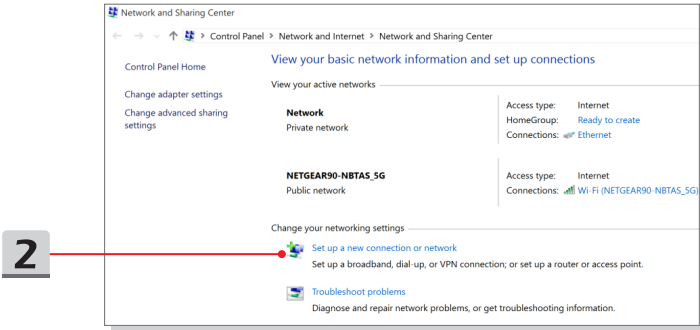 Network and Sharing Center
Control Panel > Network and Internet > Network and Sharing Center
Control Panel Home
Change adapter settings
Change advanced sharing
settings
View your basic network information and set up connections
View your active networks
Network
Private network
Access type: Internet
HomeGroup: Ready to create
Connections: Ethernet
NETGEAR90-NBTAS_5G
Public network
Access type: Internet
Connections: Wi-Fi (NETGEAR90-NBTAS_5G)
Change your networking settings
2
Set up a new connection or network
Set up a broadband, dial-up, or VPN connection; or set up a router or access point.
Troubleshoot problems
Diagnose and repair network problems, or get troubleshooting information.